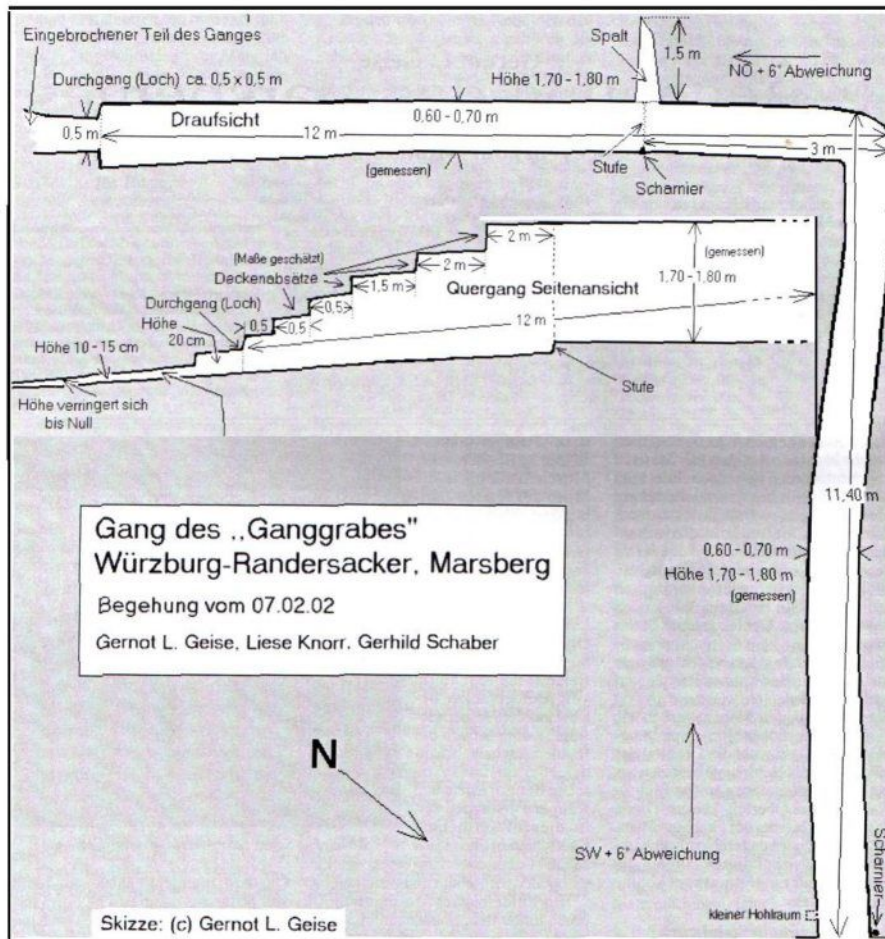 Eingebrochener Teil des Ganges
Durchgang (Loch) ca. 0,5 x 0,5 m
Spalt
Höhe 1,70 - 1,80 m
1,5 m
NO + 6° Abweichung
0,5 m
Draufsicht
12 m
0,60 - 0,70 m
(gemessen)
Stufe
Scharnier
3 m
(Maße geschätzt)
Deckenabsätze
2 m
2 m
1,5 m
0,5
0,5
0,5
(gemessen)
1,70 - 1,80 m
Quergang Seitenansicht
12 m
Durchgang (Loch)
Höhe
20 cm
Höhe 10 - 15 cm
Höhe verringert sich
bis Null
Stufe
11,40 m
0,60 - 0,70 m
Höhe 1,70 - 1,80 m
(gemessen)
Gang des „Ganggrabes"
Würzburg-Randersacker, Marsberg
Begehung vom 07.02.02
Gernot L. Geise, Liese Knorr, Gerhild Schaber
N
SW + 6° Abweichung
Scharnier
kleiner Hohlraum
Skizze: (c) Gernot L. Geise